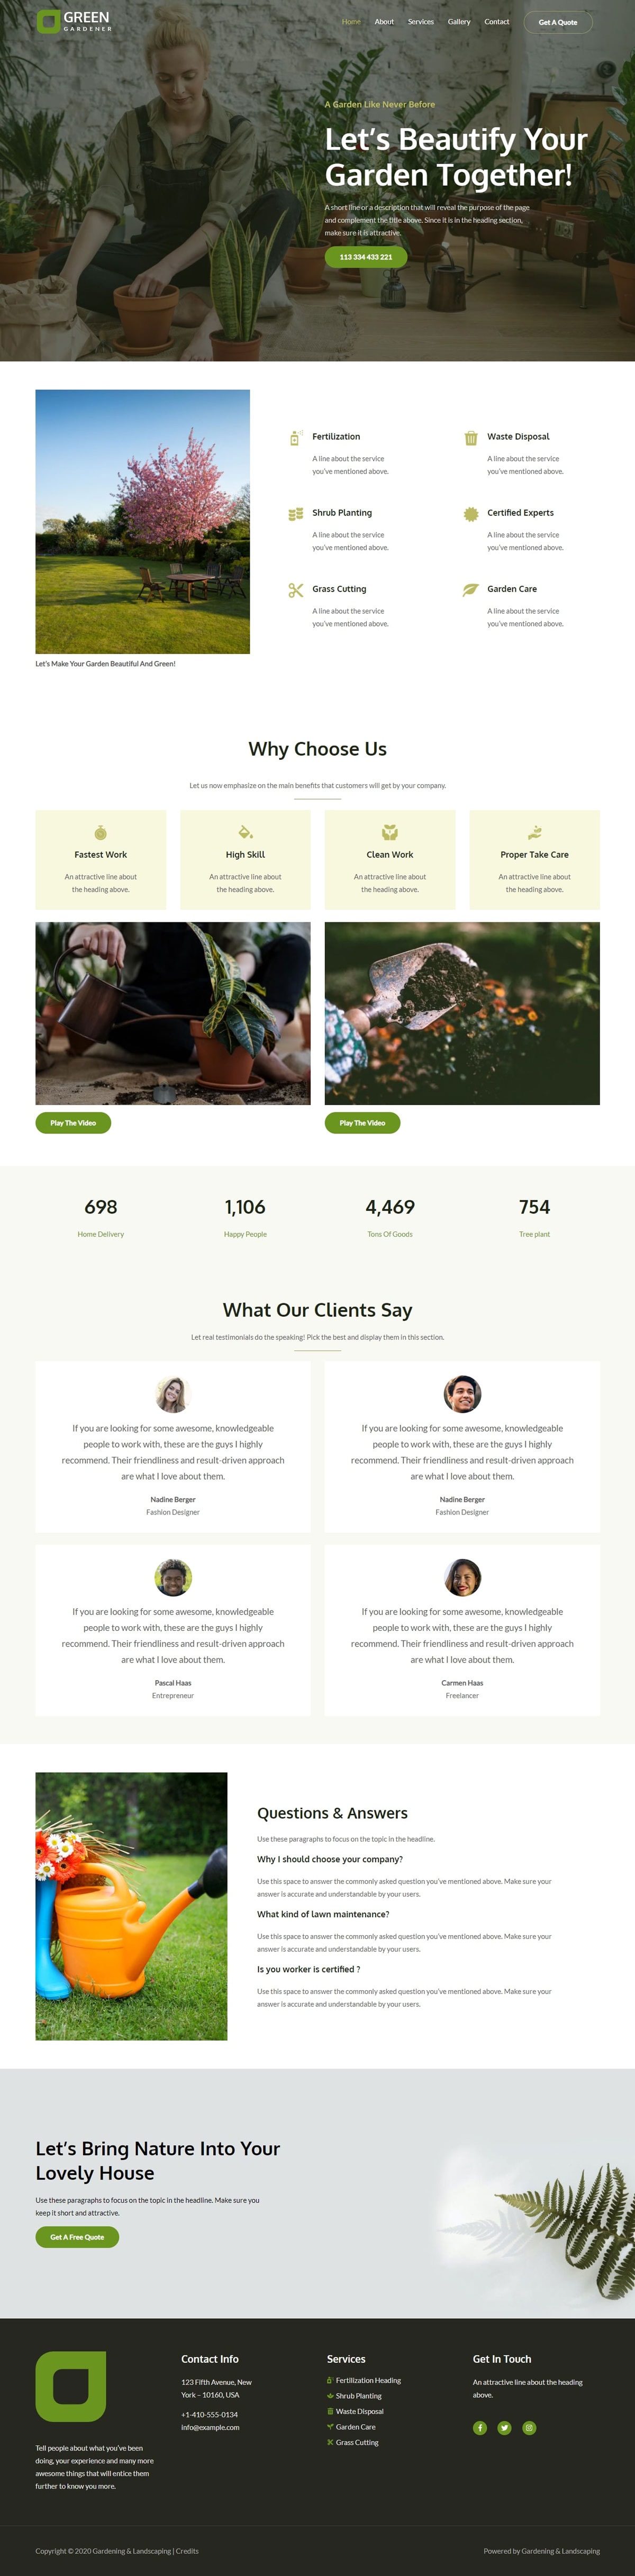 GREEN
GARDENER
Home About Services Gallery Contact Get A Quote
A Garden Like Never Before
Let's Beautify Your
Garden Together!
A short line or a description that will reveal the purpose of the page
and complement the title above. Since it is in the heading section,
make sure it is attractive.
113 334 433 221
Fertilization
A line about the service
you've mentioned above.
Waste Disposal
A line about the service
you've mentioned above.
Shrub Planting
A line about the service
you've mentioned above.
Certified Experts
A line about the service
you've mentioned above.
Grass Cutting
A line about the service
you've mentioned above.
Garden Care
A line about the service
you've mentioned above.
Let's Make Your Garden Beautiful And Green!
Why Choose Us
Let us now emphasize on the main benefits that customers will get by your company.
Fastest Work
An attractive line about
the heading above.
High Skill
An attractive line about
the heading above.
Clean Work
An attractive line about
the heading above.
Proper Take Care
An attractive line about
the heading above.
Play The Video
Play The Video
698
Home Delivery
1,106
Happy People
4,469
Tons Of Goods
754
Tree plant
What Our Clients Say
Let real testimonials do the speaking! Pick the best and display them in this section.
If you are looking for some awesome, knowledgeable
people to work with, these are the guys I highly
recommend. Their friendliness and result-driven approach
are what I love about them.
Nadine Berger
Fashion Designer
If you are looking for some awesome, knowledgeable
people to work with, these are the guys I highly
recommend. Their friendliness and result-driven approach
are what I love about them.
Nadine Berger
Fashion Designer
If you are looking for some awesome, knowledgeable
people to work with, these are the guys I highly
recommend. Their friendliness and result-driven approach
are what I love about them.
Pascal Haas
Entrepreneur
If you are looking for some awesome, knowledgeable
people to work with, these are the guys I highly
recommend. Their friendliness and result-driven approach
are what I love about them.
Carmen Haas
Freelancer
Questions & Answers
Use these paragraphs to focus on the topic in the headline.
Why I should choose your company?
Use this space to answer the commonly asked question you've mentioned above. Make sure your
answer is accurate and understandable by your users.
What kind of lawn maintenance?
Use this space to answer the commonly asked question you've mentioned above. Make sure your
answer is accurate and understandable by your users.
Is you worker is certified ?
Use this space to answer the commonly asked question you've mentioned above. Make sure your
answer is accurate and understandable by your users.
Let's Bring Nature Into Your
Lovely House
Use these paragraphs to focus on the topic in the headline. Make sure you
keep it short and attractive.
Get A Free Quote
Tell people about what you've been
doing, your experience and many more
awesome things that will entice them
further to know you more.
Contact Info
123 Fifth Avenue, New
York – 10160, USA
+1-410-555-0134
info@example.com
Services
Fertilization Heading
Shrub Planting
Waste Disposal
Garden Care
Grass Cutting
Get In Touch
An attractive line about the heading
above.
Copyright © 2020 Gardening & Landscaping | Credits
Powered by Gardening & Landscaping